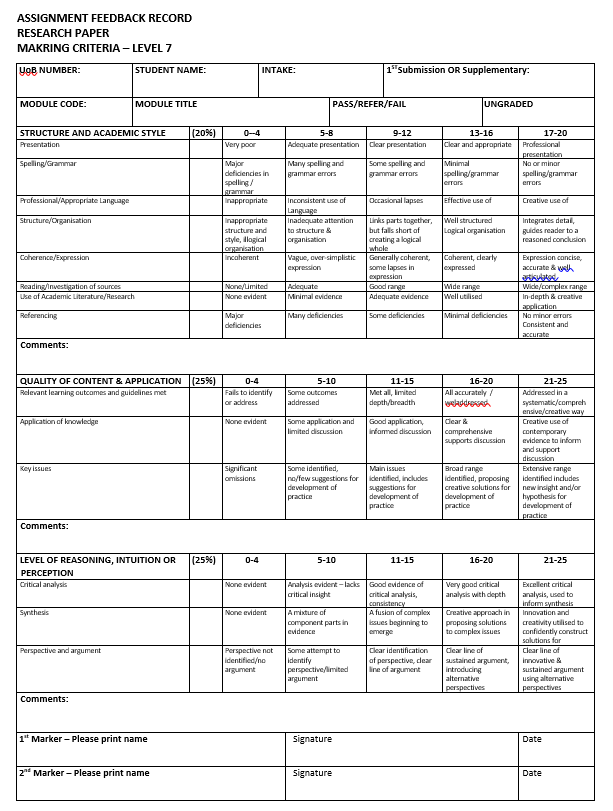 ASSIGNMENT FEEDBACK RECORD
RESEARCH PAPER
MAKRING CRITERIA – LEVEL 7
UoB NUMBER: STUDENT NAME: INTAKE: 1STSubmission OR Supplementary:
MODULE CODE: MODULE TITLE PASS/REFER/FAIL UNGRADED
STRUCTURE AND ACADEMIC STYLE (20%) 0--4 5-8 9-12 13-16 17-20
Presentation Very poor Adequate presentation Clear presentation Clear and appropriate Professional
presentation
Spelling/Grammar Major Many spelling and Some spelling and Minimal No or minor
deficiencies in grammar errors grammar errors spelling/grammar spelling/grammar
spelling / errors errors
grammar
Professional/Appropriate Language Inappropriate Inconsistent use of Occasional lapses Effective use of Creative use of
Language
Structure/Organisation Inappropriate Inadequate attention Links parts together, Well structured Integrates detail,
structure and to structure & but falls short of Logical organisation guides reader to a
style, illogical organisation creating a logical reasoned conclusion
organisation whole
Coherence/Expression Incoherent Vague, over-simplistic Generally coherent, Coherent, clearly Expression concise,
expression some lapses in expressed accurate & well
expression articulated
Reading/Investigation of sources None/Limited Adequate Good range Wide range Wide/complex range
Use of Academic Literature/Research None evident Minimal evidence Adequate evidence Well utilised In-depth & creative
application
Referencing Major Many deficiencies Some deficiencies Minimal deficiencies No minor errors
deficiencies Consistent and
accurate
Comments:
QUALITY OF CONTENT & APPLICATION (25%) 0-4 5-10 11-15 16-20 21-25
Relevant learning outcomes and guidelines met Fails to identify Some outcomes Met all, limited All accurately / Addressed in a
or address addressed depth/breadth weladdressed systematic/compreh
ensive/creative way
Application of knowledge None evident Some application and Good application, Clear & Creative use of
limited discussion informed discussion comprehensive contemporary
supports discussion evidence to inform
and support
discussion
Key issues Significant Some identified, Main issues Broad range Extensive range
omissions no/few suggestions for identified, includes identified, proposing identified includes
development of suggestions for creative solutions for new insight and/or
practice development of development of hypothesis for
practice practice development of
practice
Comments:
LEVEL OF REASONING, INTUITION OR (25%) 0-4 5-10 11-15 16-20 21-25
PERCEPTION
Critical analysis None evident Analysis evident – lacks Good evidence of Very good critical Excellent critical
critical insight critical analysis, analysis with depth analysis, used to
consistency inform synthesis
Synthesis None evident A mixture of A fusion of complex Creative approach in Innovation and
component parts in issues beginning to proposing solutions creativity utilised to
evidence emerge to complex issues confidently construct
solutions for
Perspective and argument Perspective not Some attempt to Clear identification Clear line of Clear line of
identified/no identify of perspective, clear sustained argument, innovative &
argument perspective/limited line of argument introducing sustained argument
argument alternative using alternative
perspectives perspectives
Comments:
1st Marker – Please print name Signature Date
2nd Marker – Please print name Signature Date